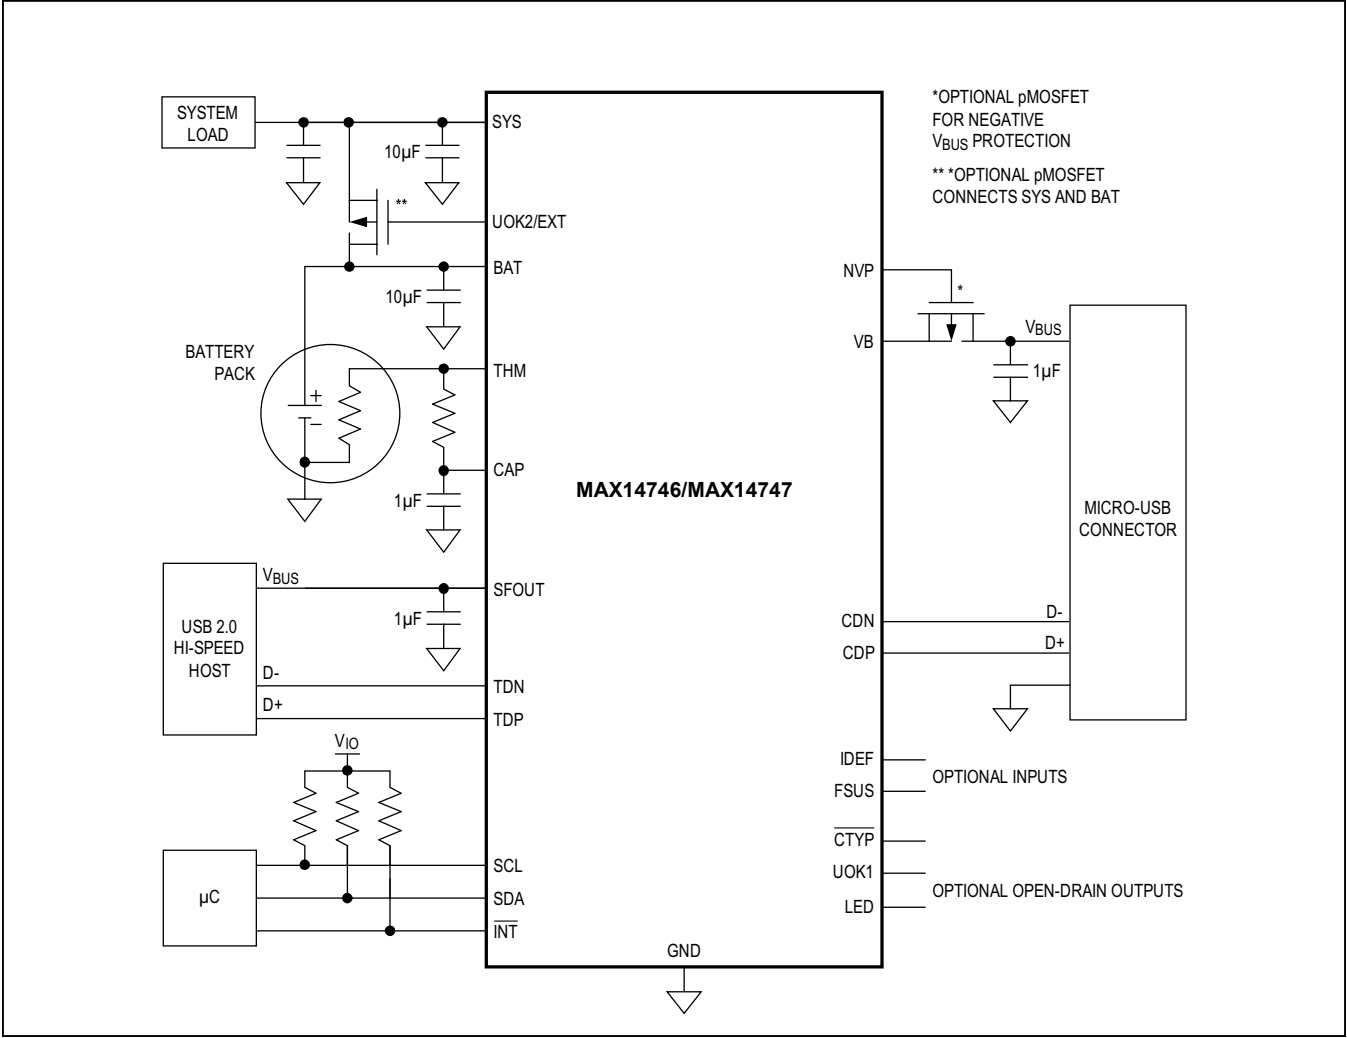 SYSTEM
LOAD
SYS
10µF
**
UOK2/EXT
BAT
10µF
BATTERY
PACK
THM
+
−
CAP
1µF
VBUS
SFOUT
USB 2.0
HI-SPEED
HOST
1µF
D-
TDN
D+
TDP
VIO
µC
SCL
SDA
INT
MAX14746/MAX14747
GND
*OPTIONAL pMOSFET
FOR NEGATIVE
VBUS PROTECTION
** *OPTIONAL pMOSFET
CONNECTS SYS AND BAT
NVP
*
VB
VBUS
1µF
MICRO-USB
CONNECTOR
CDN
D-
CDP
D+
IDEF
FSUS
OPTIONAL INPUTS
CTYP
UOK1
LED
OPTIONAL OPEN-DRAIN OUTPUTS